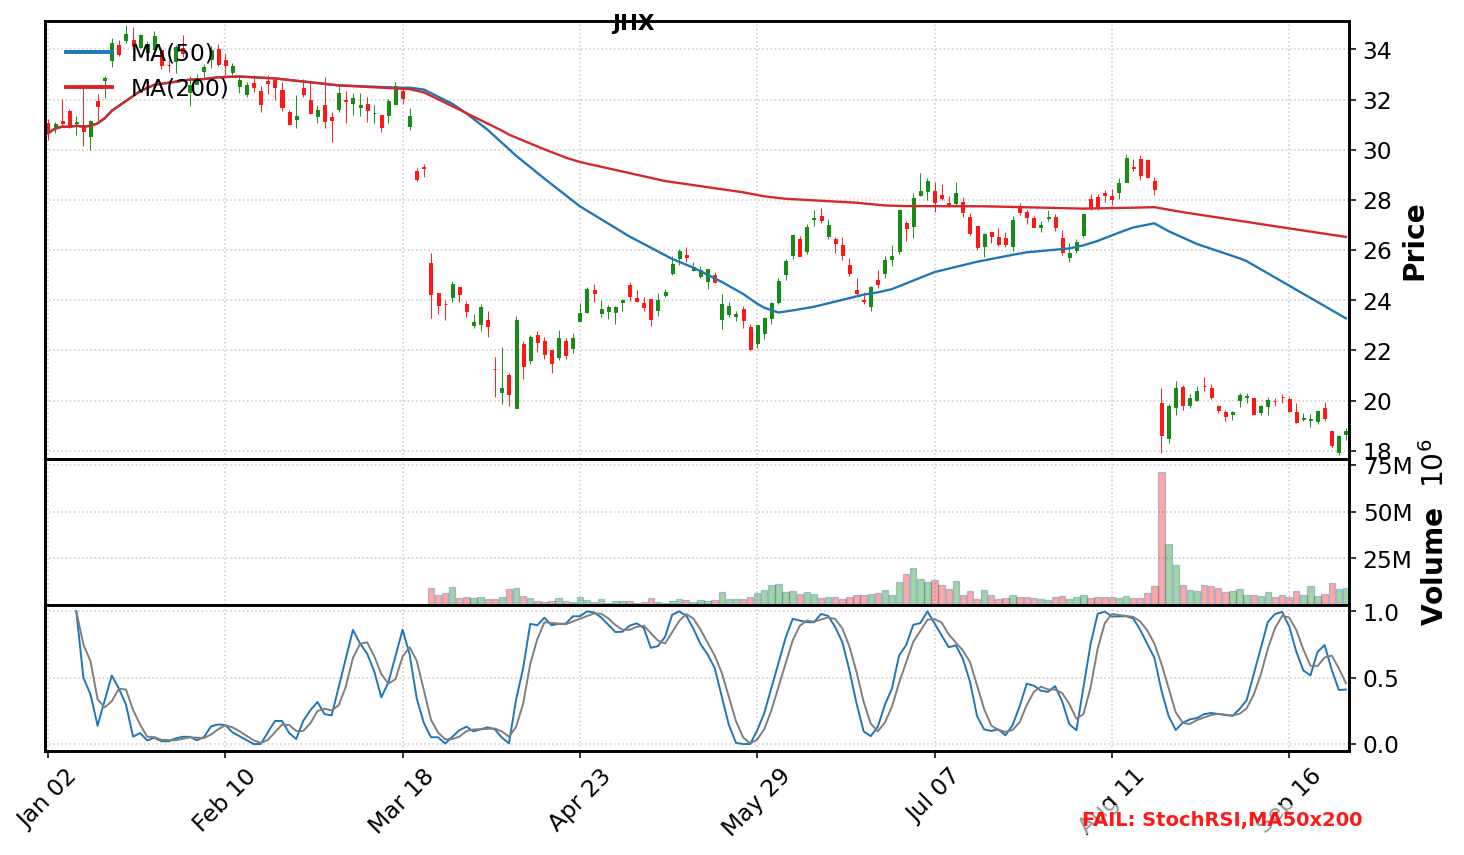 JHX
MA(50)
MA(200)
34
32
30
28
26
24
22
20
18
Price
75M
50M
25M
Volume 10^6
1.0
0.5
0.0
Jan 02
Feb 10
Mar 18
Apr 23
May 29
Jul 07
Aug 11
Sep 16
FAIL: StochRSI,MA50x200